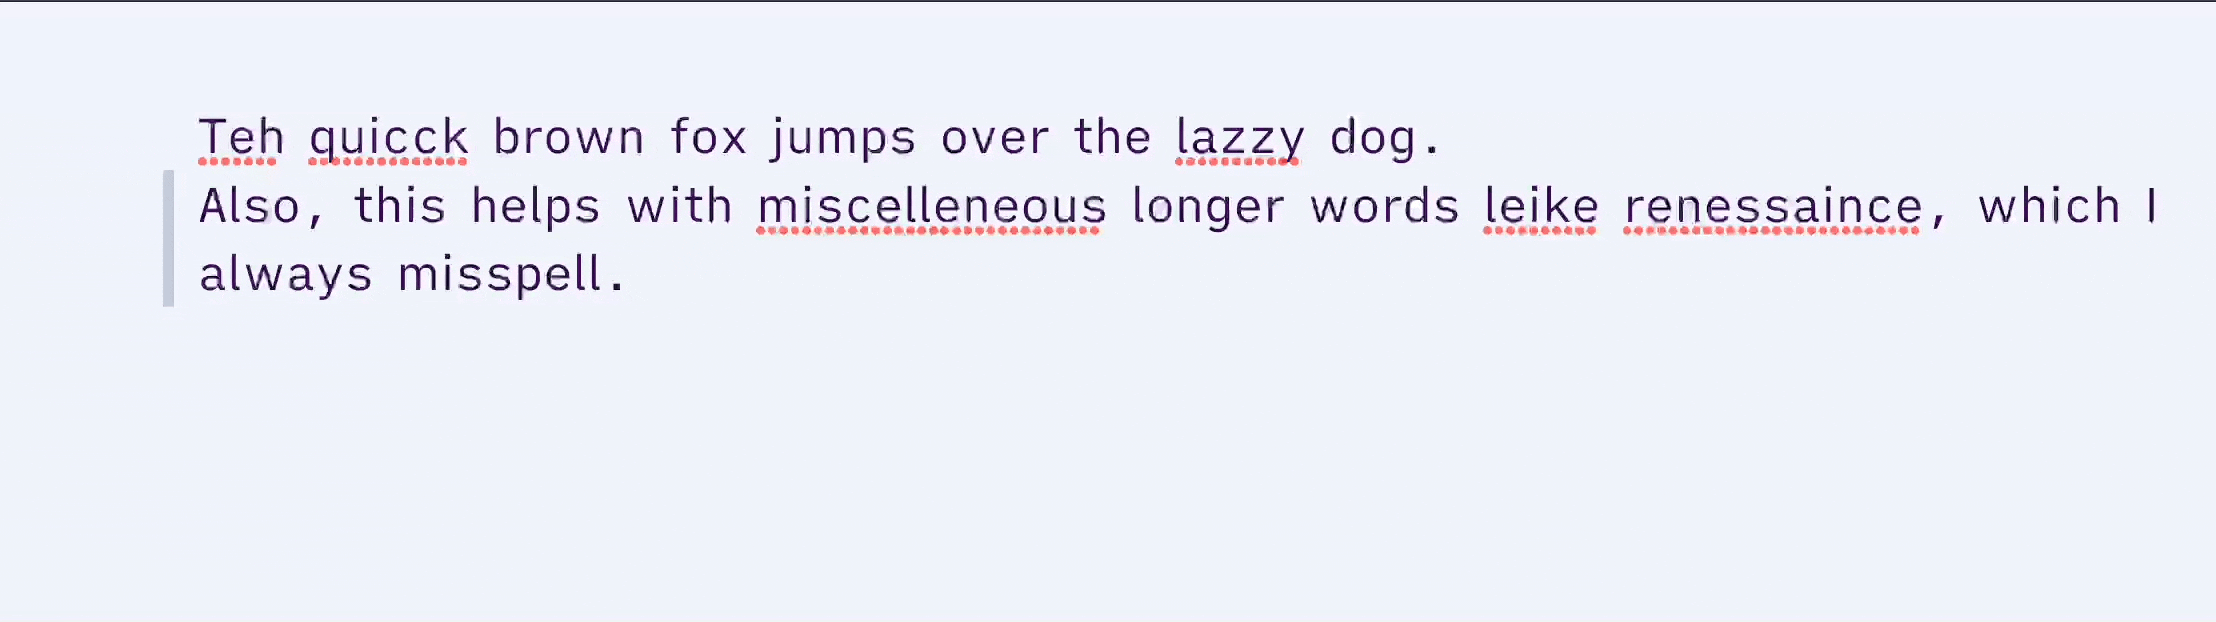 Teh quicck brown fox jumps over the lazzy dog.
Also, this helps with miscelleneous longer words leike renessaince, which I
always misspell.